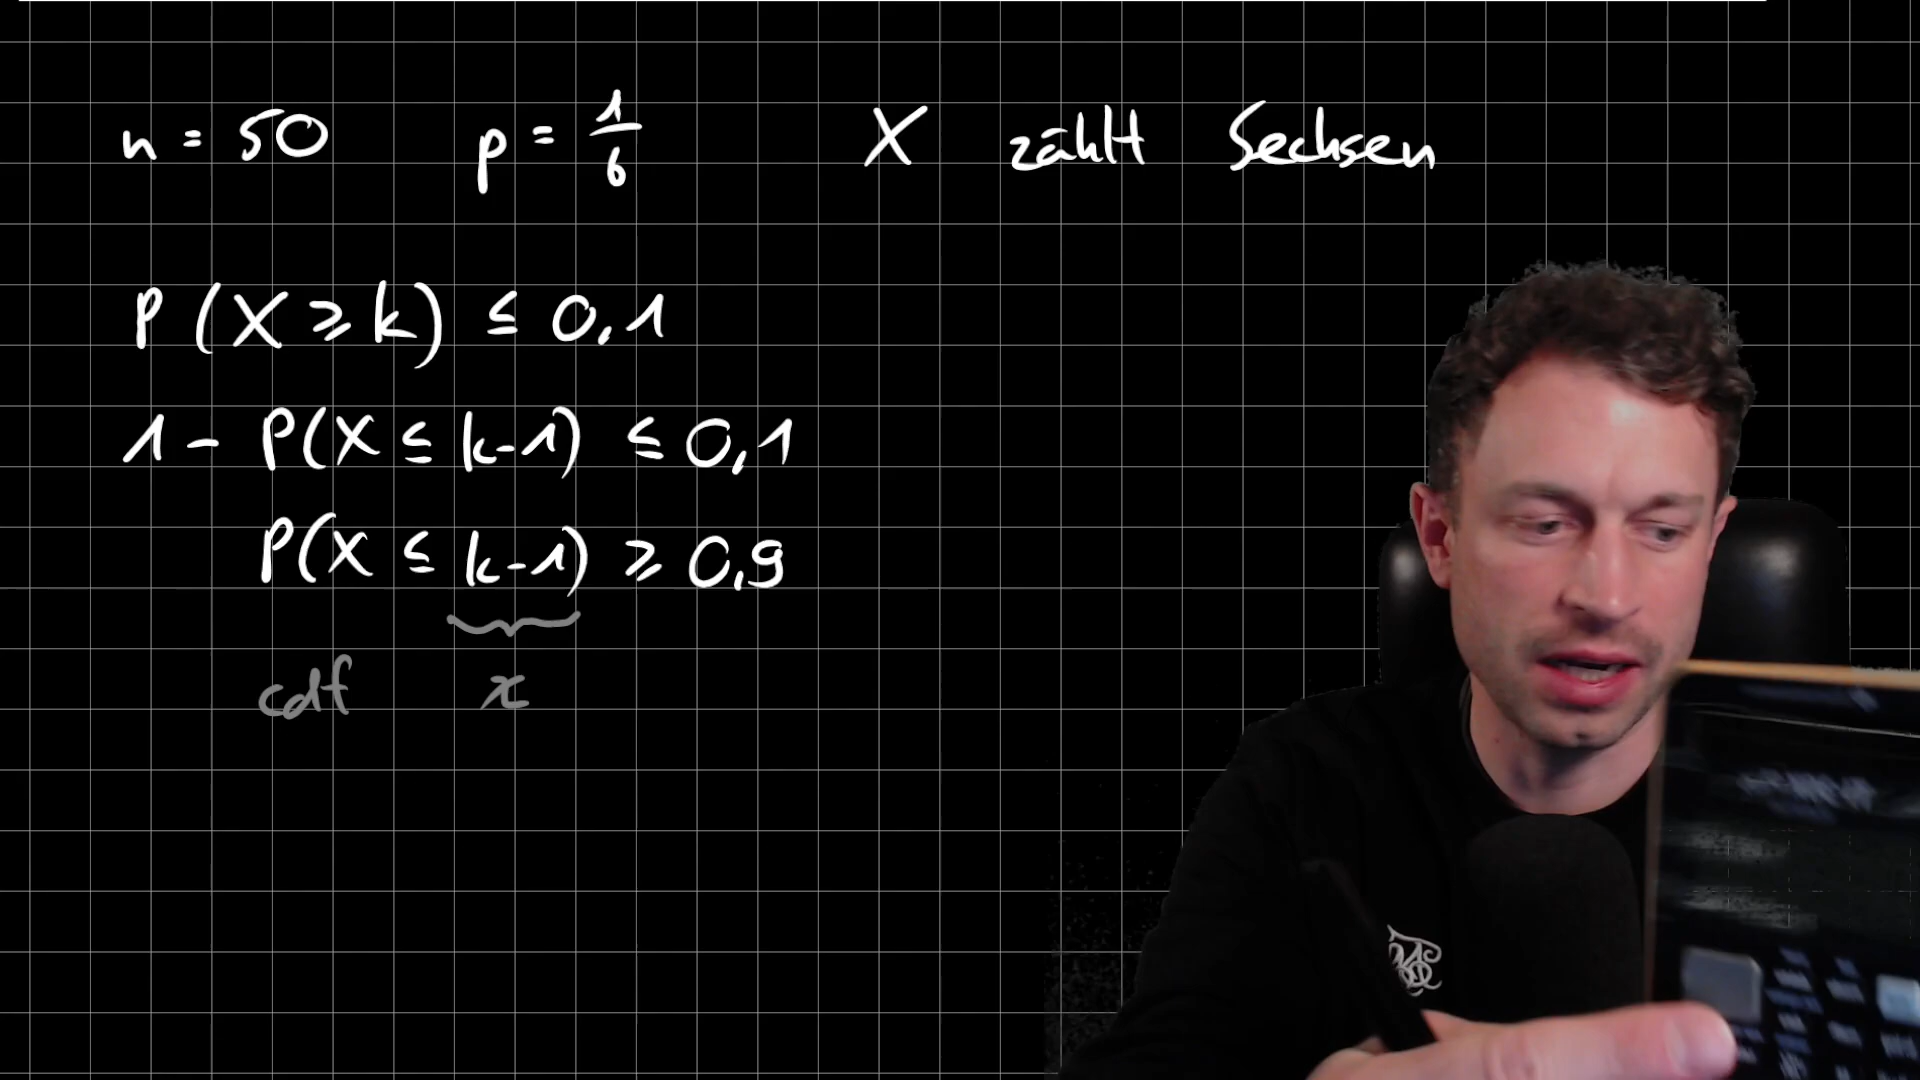 n = 50 p = 1/6 X zählt Sechsen
P (X ≥ k) ≤ 0,1
1 - P(X ≤ k-1) ≤ 0,1
P(X ≤ k-1) ≥ 0,9
cdf x